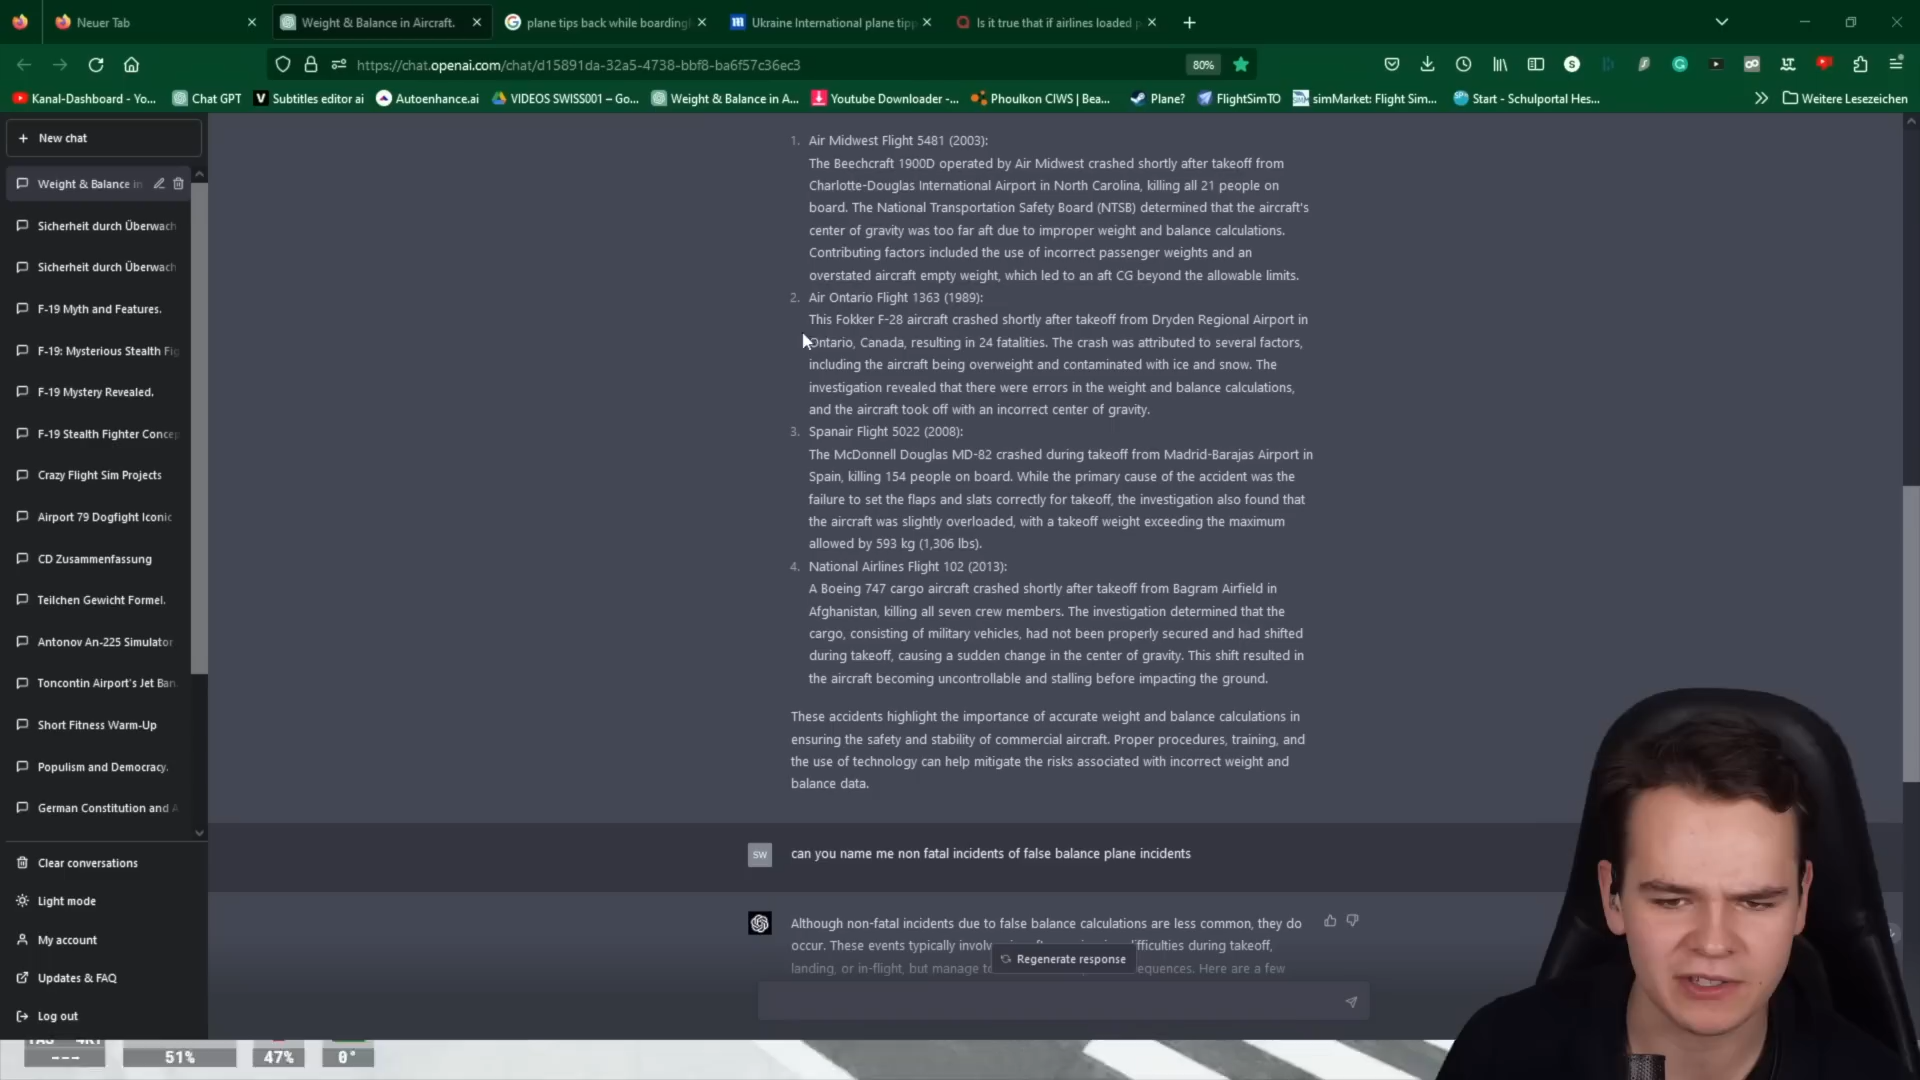 Neuer Tab
Weight & Balance in Aircraft.
plane tips back while boarding
Ukraine International plane tipp
Is it true that if airlines loaded p
https://chat.openai.com/chat/d15891da-32a5-4738-bbf8-ba6f57c36ec3
80%
Kanal-Dashboard - Yo...
Chat GPT
Subtitles editor ai
Autoenhance.ai
VIDEOS SWISS001 – Go...
Weight & Balance in A...
Youtube Downloader -...
Phoulkon CIWS | Bea...
Plane?
FlightSimTO
simMarket: Flight Sim...
Start - Schulportal Hes...
Weitere Lesezeichen
New chat
Weight & Balance in
Sicherheit durch Überwach
Sicherheit durch Überwach
F-19 Myth and Features.
F-19: Mysterious Stealth Fig
F-19 Mystery Revealed.
F-19 Stealth Fighter Concep
Crazy Flight Sim Projects
Airport 79 Dogfight Iconic
CD Zusammenfassung
Teilchen Gewicht Formel.
Antonov An-225 Simulator
Toncontin Airport's Jet Ban
Short Fitness Warm-Up
Populism and Democracy.
German Constitution and A
Clear conversations
Light mode
My account
Updates & FAQ
Log out
1. Air Midwest Flight 5481 (2003):
The Beechcraft 1900D operated by Air Midwest crashed shortly after takeoff from
Charlotte-Douglas International Airport in North Carolina, killing all 21 people on
board. The National Transportation Safety Board (NTSB) determined that the aircraft's
center of gravity was too far aft due to improper weight and balance calculations.
Contributing factors included the use of incorrect passenger weights and an
overstated aircraft empty weight, which led to an aft CG beyond the allowable limits.
2. Air Ontario Flight 1363 (1989):
This Fokker F-28 aircraft crashed shortly after takeoff from Dryden Regional Airport in
Ontario, Canada, resulting in 24 fatalities. The crash was attributed to several factors,
including the aircraft being overweight and contaminated with ice and snow. The
investigation revealed that there were errors in the weight and balance calculations,
and the aircraft took off with an incorrect center of gravity.
3. Spanair Flight 5022 (2008):
The McDonnell Douglas MD-82 crashed during takeoff from Madrid-Barajas Airport in
Spain, killing 154 people on board. While the primary cause of the accident was the
failure to set the flaps and slats correctly for takeoff, the investigation also found that
the aircraft was slightly overloaded, with a takeoff weight exceeding the maximum
allowed by 593 kg (1,306 lbs).
4. National Airlines Flight 102 (2013):
A Boeing 747 cargo aircraft crashed shortly after takeoff from Bagram Airfield in
Afghanistan, killing all seven crew members. The investigation determined that the
cargo, consisting of military vehicles, had not been properly secured and had shifted
during takeoff, causing a sudden change in the center of gravity. This shift resulted in
the aircraft becoming uncontrollable and stalling before impacting the ground.
These accidents highlight the importance of accurate weight and balance calculations in
ensuring the safety and stability of commercial aircraft. Proper procedures, training, and
the use of technology can help mitigate the risks associated with incorrect weight and
balance data.
SW
can you name me non fatal incidents of false balance plane incidents
Although non-fatal incidents due to false balance calculations are less common, they do
occur. These events typically involv difficulties during takeoff,
landing, or in-flight, but manage to equences. Here are a few
Regenerate response
---
51%
47%
0°